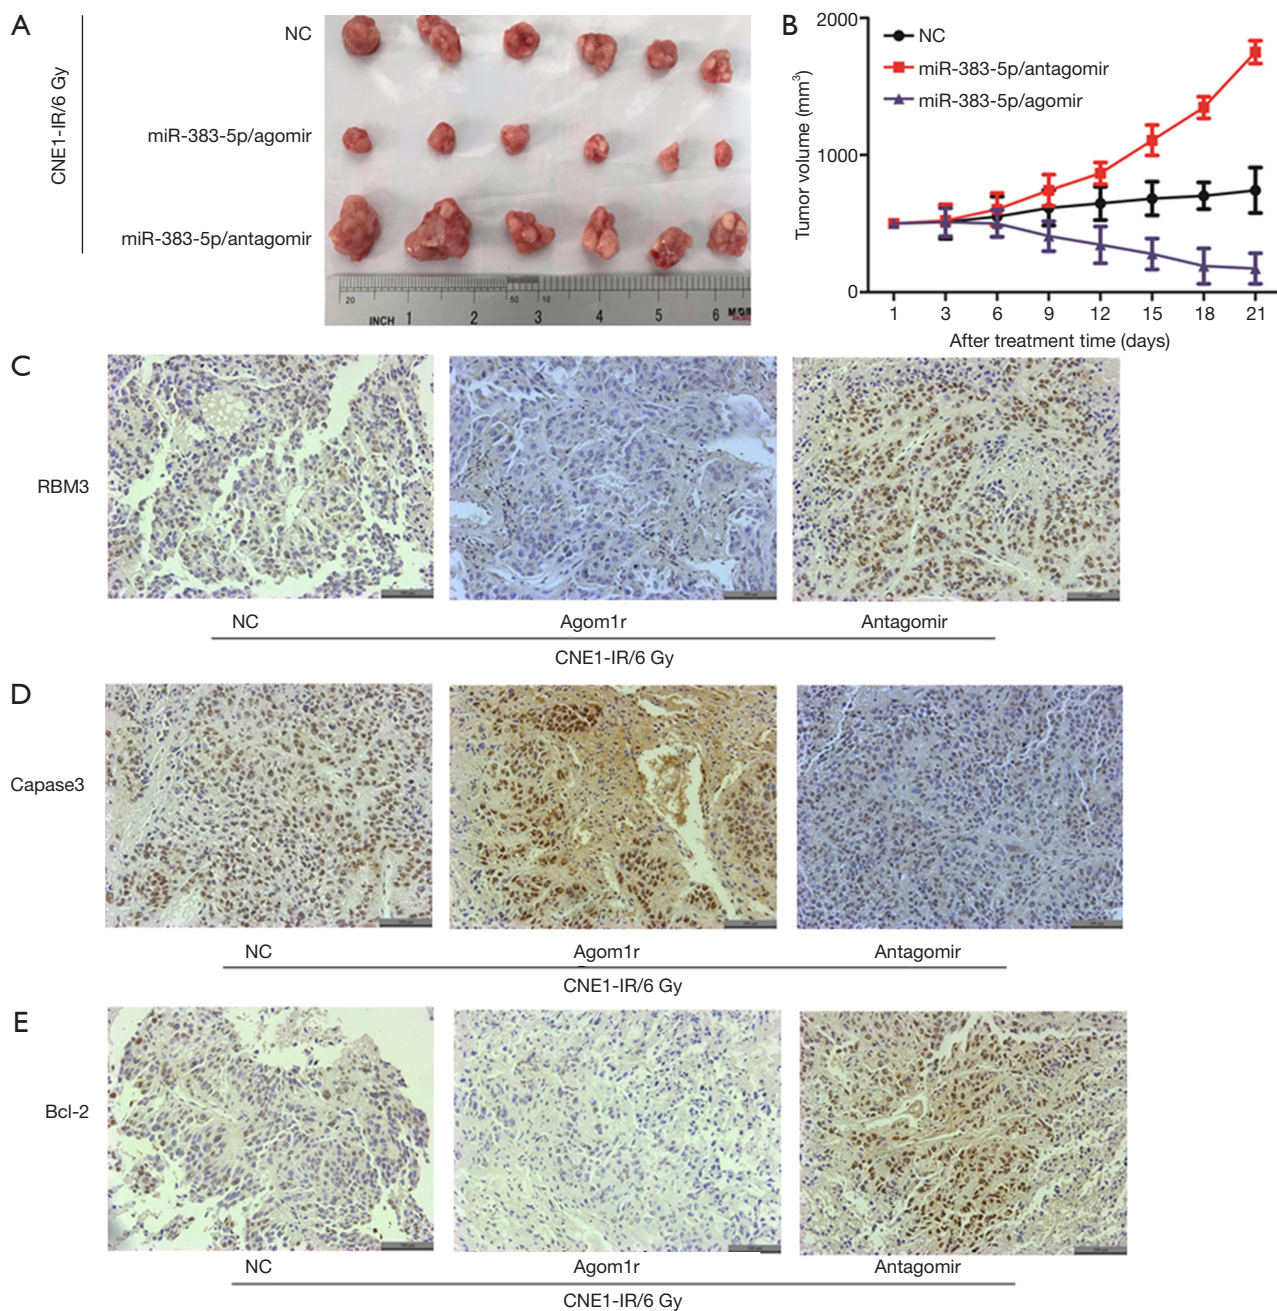 A
CNE1-IR/6 Gy
NC
miR-383-5p/agomir
miR-383-5p/antagomir
20
50
10
INCH 1 2 3 4 5 6
B
NC
miR-383-5p/antagomir
miR-383-5p/agomir
Tumor volume (mm³)
2000
1000
0
1 3 6 9 12 15 18 21
After treatment time (days)
C
RBM3
NC Agom1r Antagomir
CNE1-IR/6 Gy
D
Capase3
NC Agom1r Antagomir
CNE1-IR/6 Gy
E
Bcl-2
NC Agom1r Antagomir
CNE1-IR/6 Gy